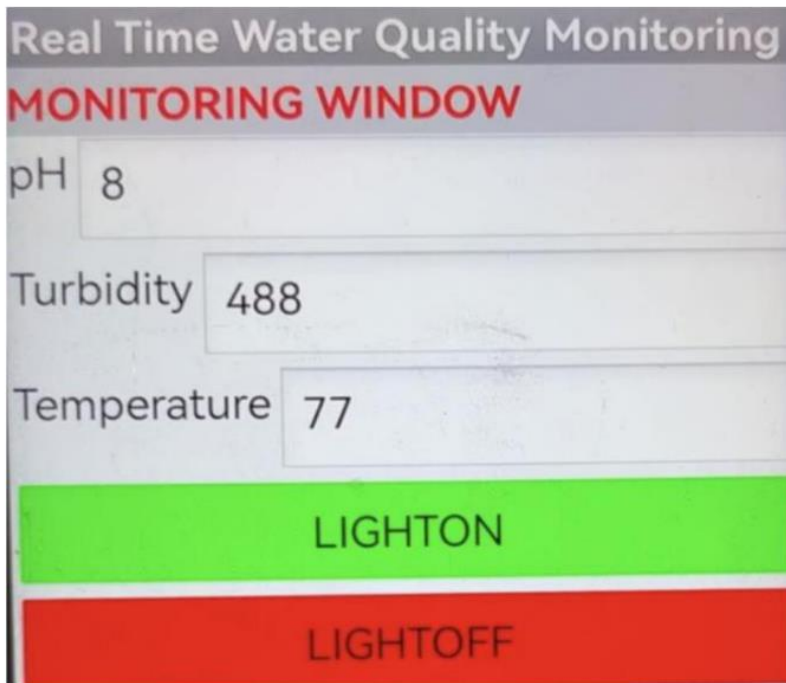 Real Time Water Quality Monitoring
MONITORING WINDOW
pH 8
Turbidity 488
Temperature 77
LIGHTON
LIGHTOFF